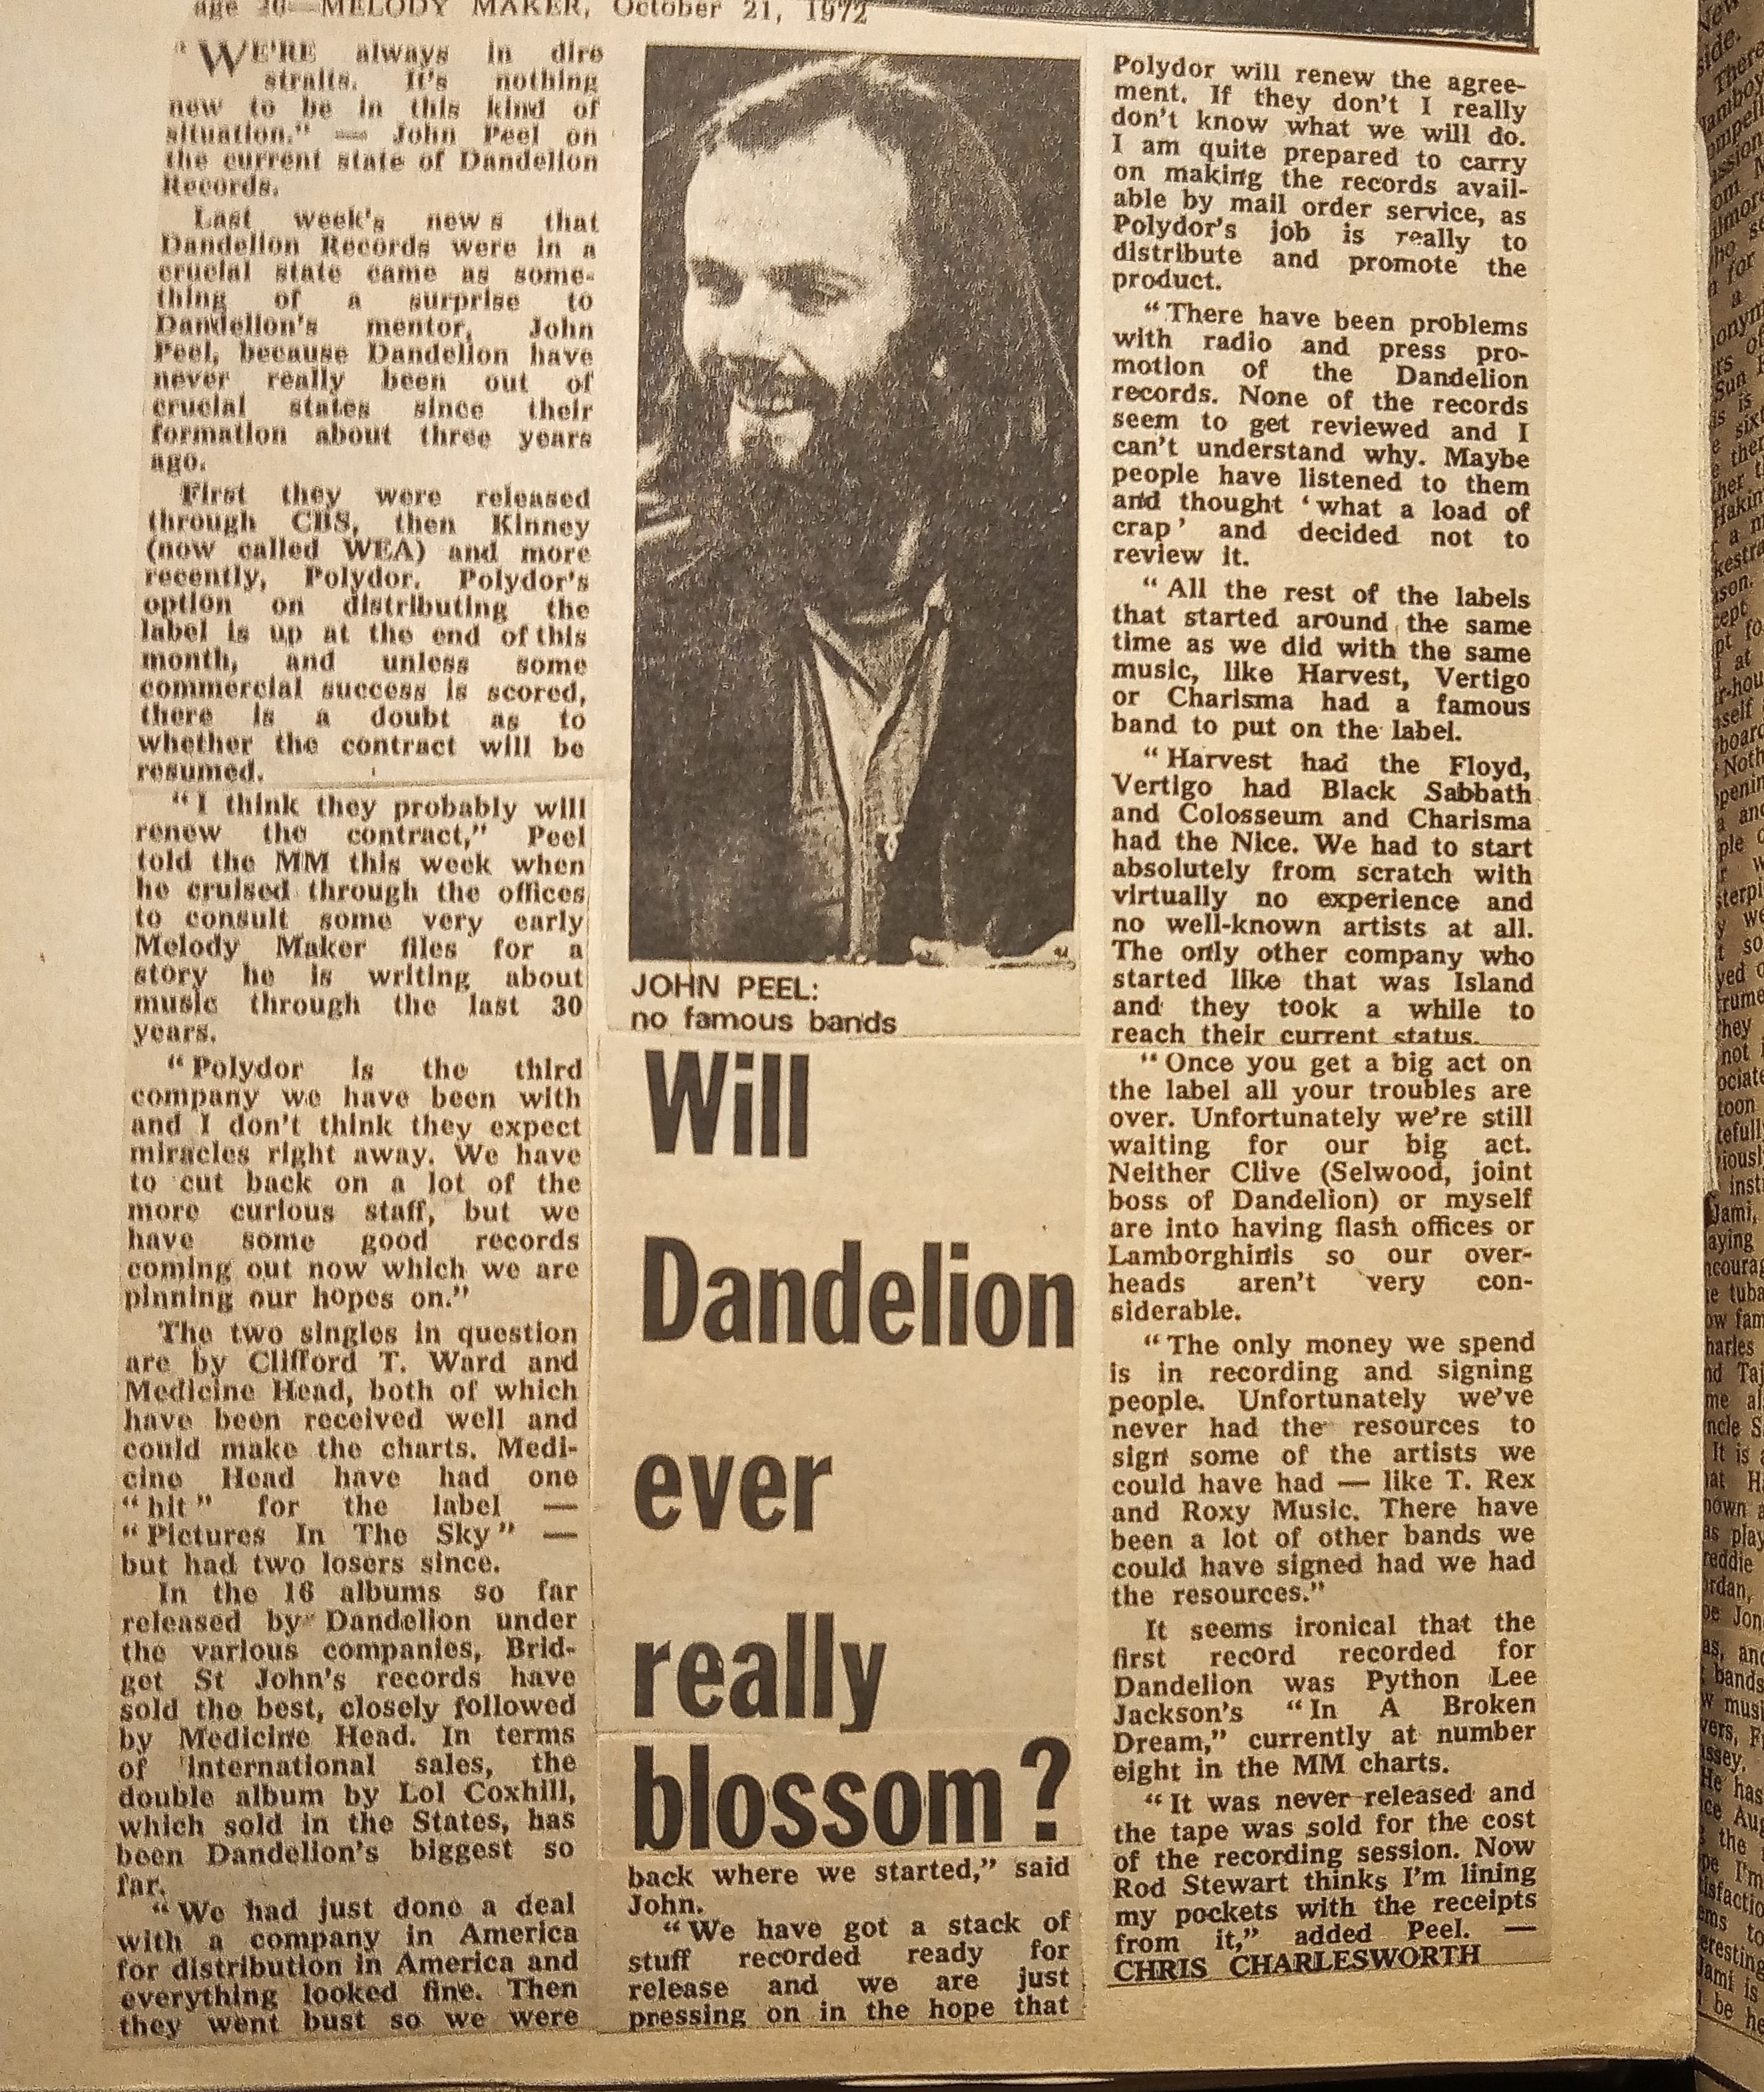 age 20—MELODY MAKER, October 21, 1972
"WE'RE always in dire
straits. It's nothing
new to be in this kind of
situation." — John Peel on
the current state of Dandelion
Records.
Last week's news that
Dandelion Records were in a
crucial state came as some-
thing of a surprise to
Dandelion's mentor, John
Peel, because Dandelion have
never really been out of
crucial states since their
formation about three years
ago.
First they were released
through CBS, then Kinney
(now called WEA) and more
recently, Polydor. Polydor's
option on distributing the
label is up at the end of this
month, and unless some
commercial success is scored,
there is a doubt as to
whether the contract will be
resumed.
"I think they probably will
renew the contract," Peel
told the MM this week when
he cruised through the offices
to consult some very early
Melody Maker files for a
story he is writing about
music through the last 30
years.
"Polydor is the third
company we have been with
and I don't think they expect
miracles right away. We have
to cut back on a lot of the
more curious staff, but we
have some good records
coming out now which we are
pinning our hopes on."
The two singles in question
are by Clifford T. Ward and
Medicine Head, both of which
have been received well and
could make the charts. Medi-
cine Head have had one
"hit" for the label —
"Pictures In The Sky" —
but had two losers since.
In the 16 albums so far
released by Dandelion under
the various companies, Brid-
get St John's records have
sold the best, closely followed
by Medicine Head. In terms
of international sales, the
double album by Lol Coxhill,
which sold in the States, has
been Dandelion's biggest so
far.
"We had just done a deal
with a company in America
for distribution in America and
everything looked fine. Then
they went bust so we were
JOHN PEEL:
no famous bands
Will
Dandelion
ever
really
blossom?
back where we started," said
John.
"We have got a stack of
stuff recorded ready for
release and we are just
pressing on in the hope that
Polydor will renew the agree-
ment. If they don't I really
don't know what we will do.
I am quite prepared to carry
on making the records avail-
able by mail order service, as
Polydor's job is really to
distribute and promote the
product.
"There have been problems
with radio and press pro-
motion of the Dandelion
records. None of the records
seem to get reviewed and I
can't understand why. Maybe
people have listened to them
and thought 'what a load of
crap' and decided not to
review it.
"All the rest of the labels
that started around the same
time as we did with the same
music, like Harvest, Vertigo
or Charisma had a famous
band to put on the label.
"Harvest had the Floyd,
Vertigo had Black Sabbath
and Colosseum and Charisma
had the Nice. We had to start
absolutely from scratch with
virtually no experience and
no well-known artists at all.
The only other company who
started like that was Island
and they took a while to
reach their current status.
"Once you get a big act on
the label all your troubles are
over. Unfortunately we're still
waiting for our big act.
Neither Clive (Selwood, joint
boss of Dandelion) or myself
are into having flash offices or
Lamborghinis so our over-
heads aren't very con-
siderable.
"The only money we spend
is in recording and signing
people. Unfortunately we've
never had the resources to
sign some of the artists we
could have had — like T. Rex
and Roxy Music. There have
been a lot of other bands we
could have signed had we had
the resources."
It seems ironical that the
first record recorded for
Dandelion was Python Lee
Jackson's "In A Broken
Dream," currently at number
eight in the MM charts.
"It was never released and
the tape was sold for the cost
of the recording session. Now
Rod Stewart thinks I'm lining
my pockets with the receipts
from it," added Peel. —
CHRIS CHARLESWORTH